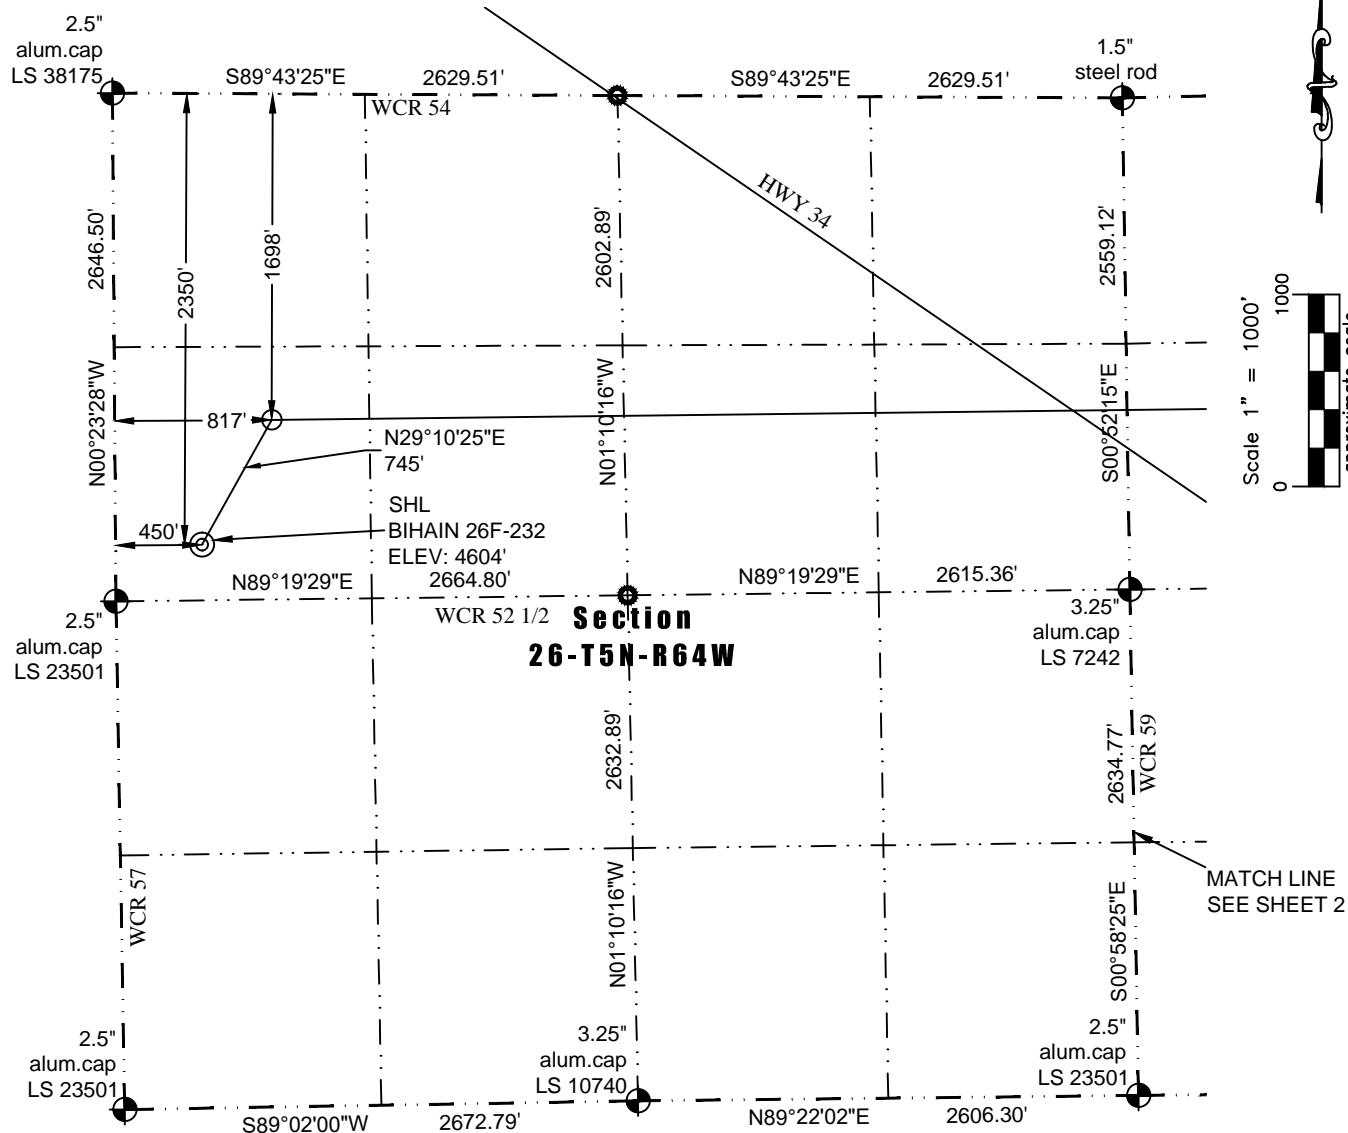 2.5"
alum.cap
LS 38175
S89°43'25"E
2629.51'
S89°43'25"E
2629.51'
1.5"
steel rod
WCR 54
HWY 34
2646.50'
2350'
1698'
2602.89'
2559.12'
Scale 1" = 1000'
1000
0
approximate scale
N00°23'28"W
817'
N29°10'25"E
745'
N01°10'16"W
S00°52'15"E
450'
SHL
BIHAIN 26F-232
ELEV: 4604'
N89°19'29"E
2664.80'
N89°19'29"E
2615.36'
2.5"
alum.cap
LS 23501
WCR 52 1/2
Section
26-T5N-R64W
3.25"
alum.cap
LS 7242
2632.89'
2634.77'
WCR 59
WCR 57
N01°10'16"W
S00°58'25"E
MATCH LINE
SEE SHEET 2
2.5"
alum.cap
LS 23501
3.25"
alum.cap
LS 10740
2.5"
alum.cap
LS 23501
S89°02'00"W
2672.79'
N89°22'02"E
2606.30'